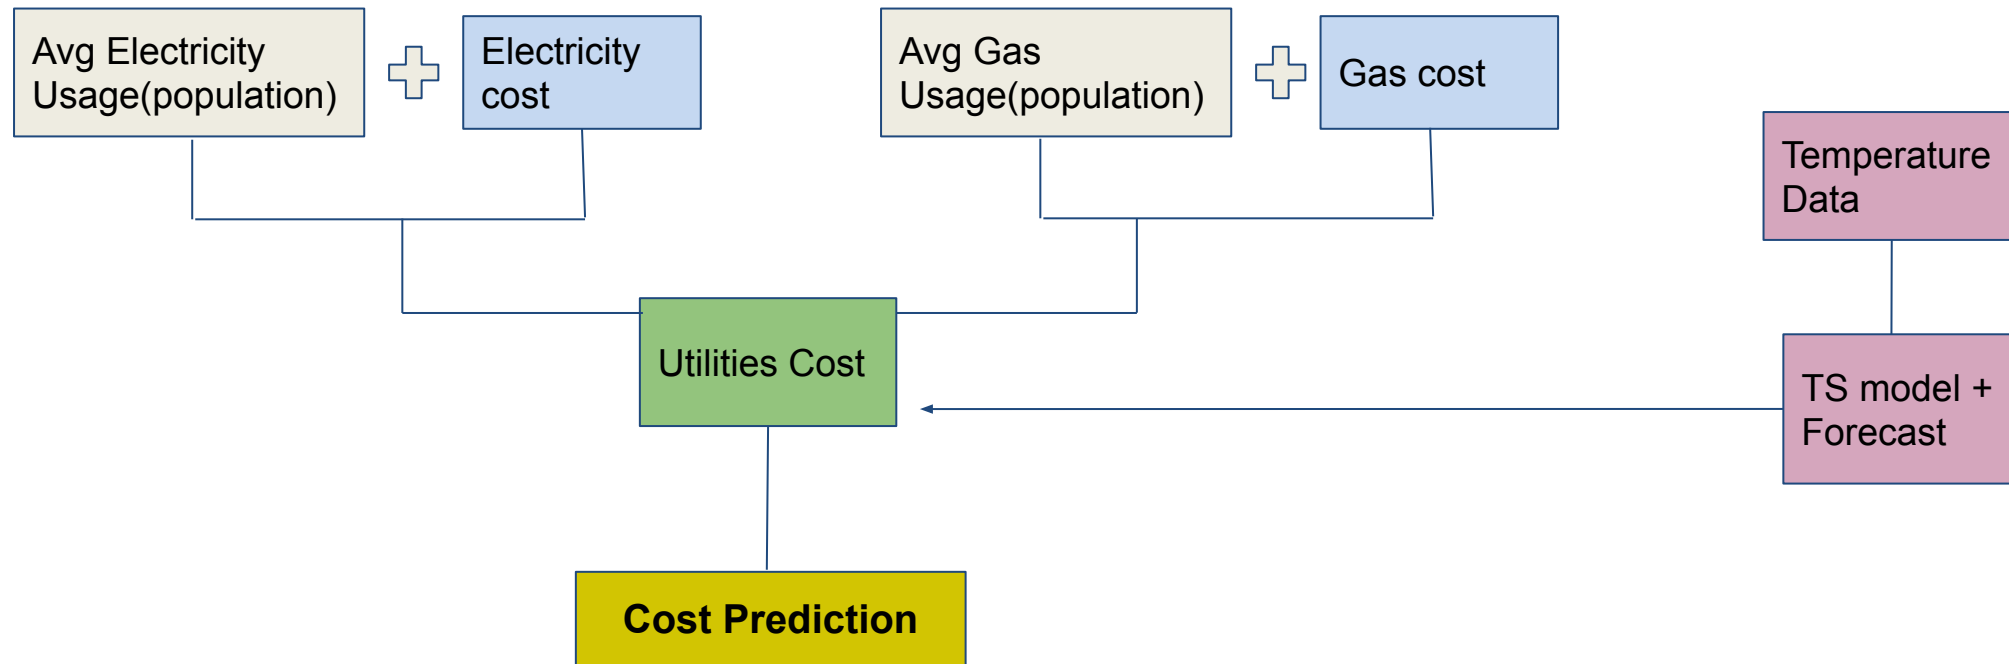 Avg Electricity
Usage(population)
Electricity
cost
Avg Gas
Usage(population)
Gas cost
Temperature
Data
Utilities Cost
TS model +
Forecast
Cost Prediction